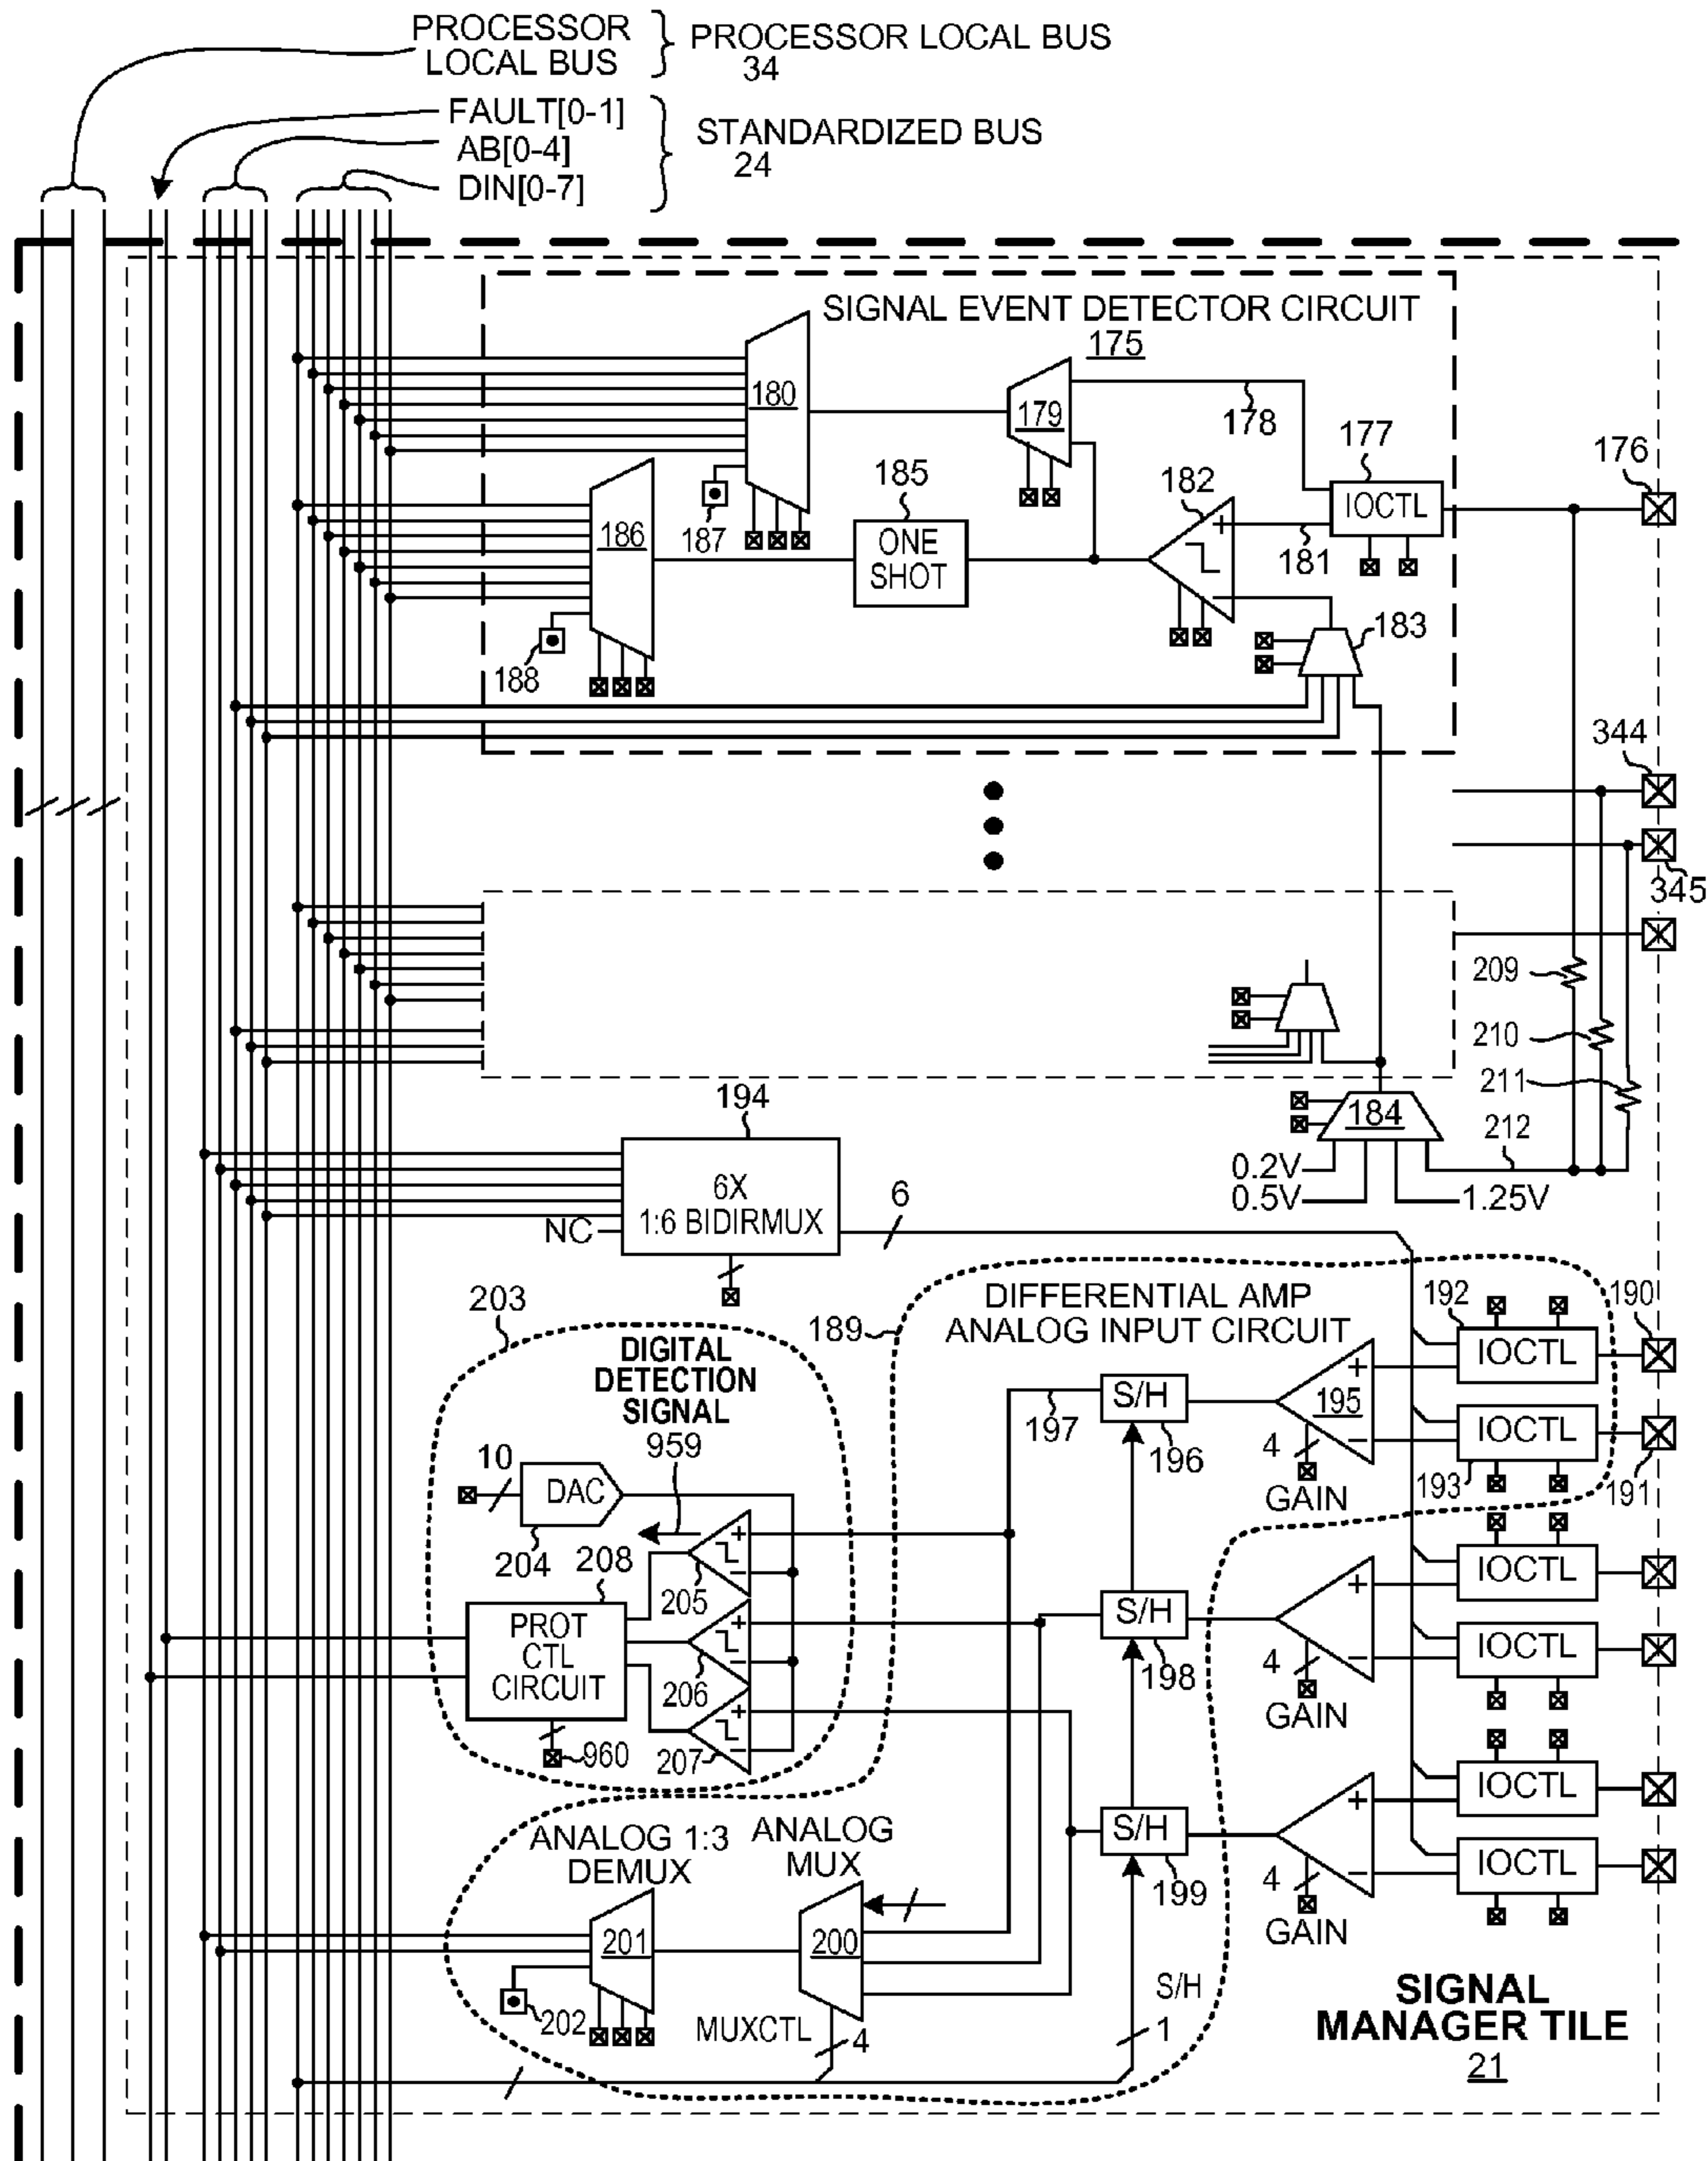 PROCESSOR
LOCAL BUS
PROCESSOR LOCAL BUS
34
FAULT[0-1]
AB[0-4]
DIN[0-7]
STANDARDIZED BUS
24
SIGNAL EVENT DETECTOR CIRCUIT
175
180
179
178
177
176
IOCTL
182
+
181
185
187
186
ONE
SHOT
–
183
188
344
345
209
210
211
194
184
212
0.2V
0.5V
1.25V
6X
1:6 BIDIRMUX
NC
6
203
189
DIFFERENTIAL AMP
ANALOG INPUT CIRCUIT
192
190
IOCTL
DIGITAL
DETECTION
SIGNAL
959
197
S/H
196
+
195
–
4
GAIN
IOCTL
193
191
10
DAC
204
208
+
–
205
PROT
CTL
CIRCUIT
+
–
206
+
–
207
960
S/H
198
+
–
4
GAIN
IOCTL
IOCTL
ANALOG 1:3
DEMUX
ANALOG
MUX
S/H
199
+
–
4
GAIN
IOCTL
IOCTL
201
200
202
MUXCTL
4
S/H
1
SIGNAL
MANAGER TILE
21